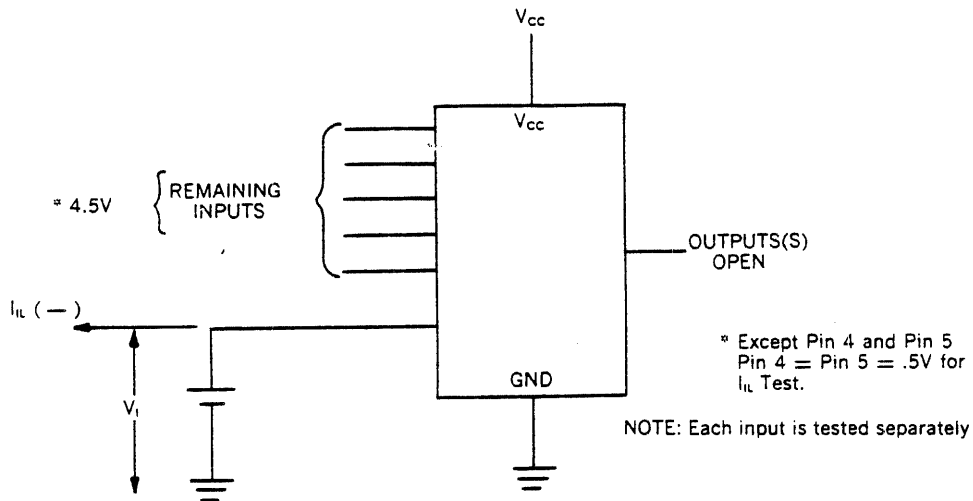 Vcc
Vcc
* 4.5V
REMAINING
INPUTS
OUTPUTS(S)
OPEN
IIL (—)
VI
GND
* Except Pin 4 and Pin 5
Pin 4 = Pin 5 = .5V for
IIL Test.
NOTE: Each input is tested separately